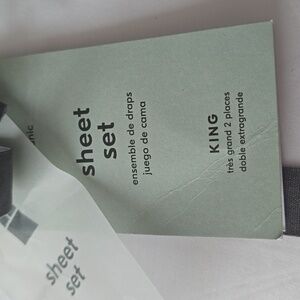 sheet
set
ensemble de draps
juego de cama
KING
très grand 2 places
doble extragrande
sheet
set